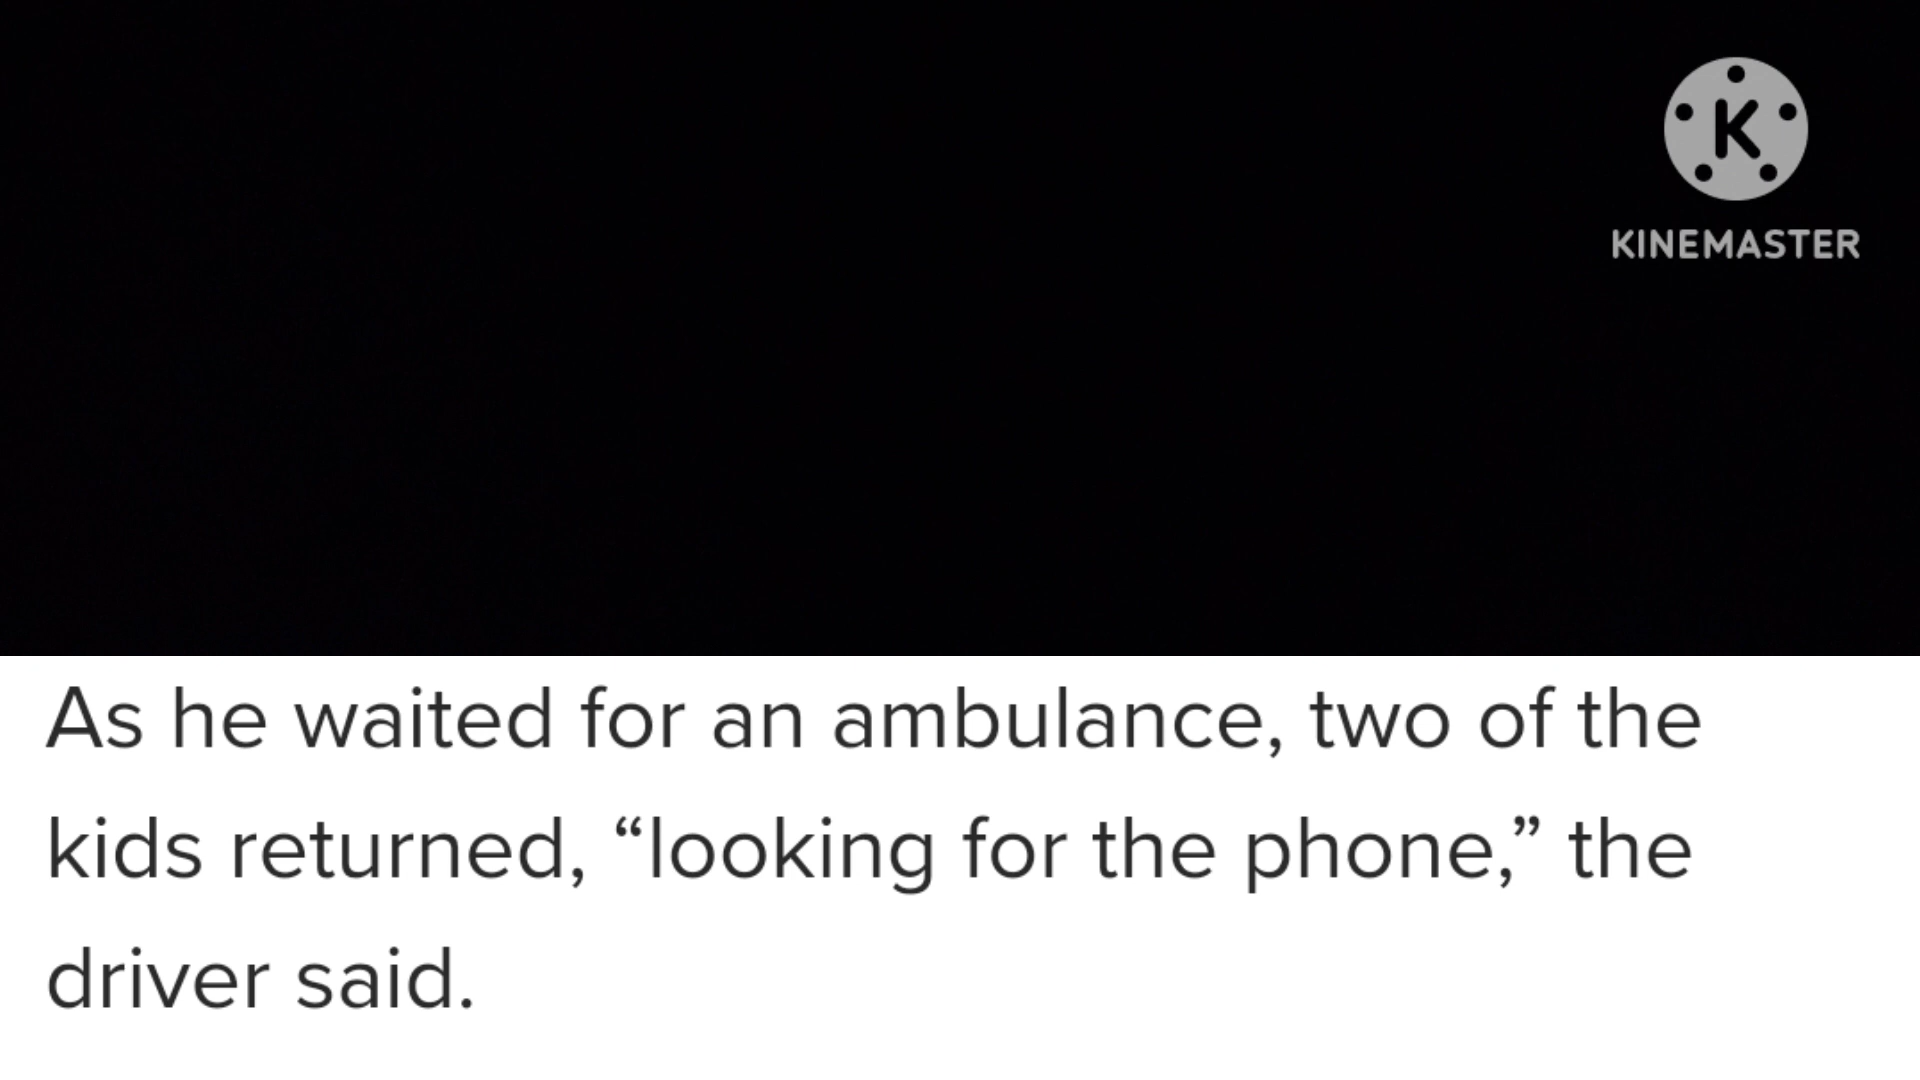 K
KINEMASTER
As he waited for an ambulance, two of the
kids returned, “looking for the phone,” the
driver said.